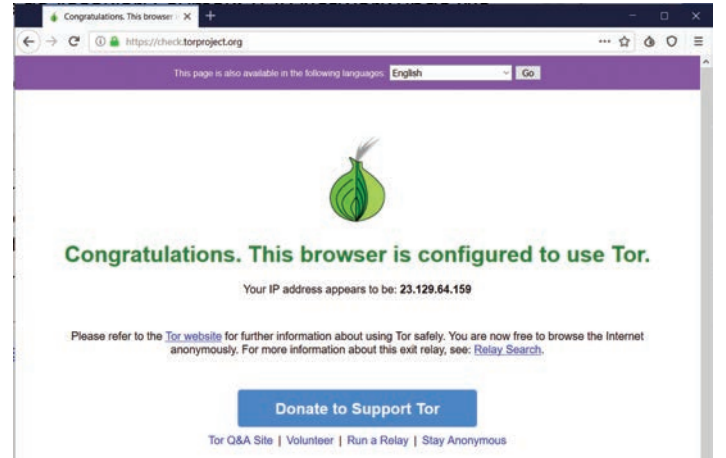 Congratulations. This browser
https://check.torproject.org
This page is also available in the following languages: English Go
Congratulations. This browser is configured to use Tor.
Your IP address appears to be: 23.129.64.159
Please refer to the Tor website for further information about using Tor safely. You are now free to browse the Internet
anonymously. For more information about this exit relay, see: Relay Search.
Donate to Support Tor
Tor Q&A Site | Volunteer | Run a Relay | Stay Anonymous